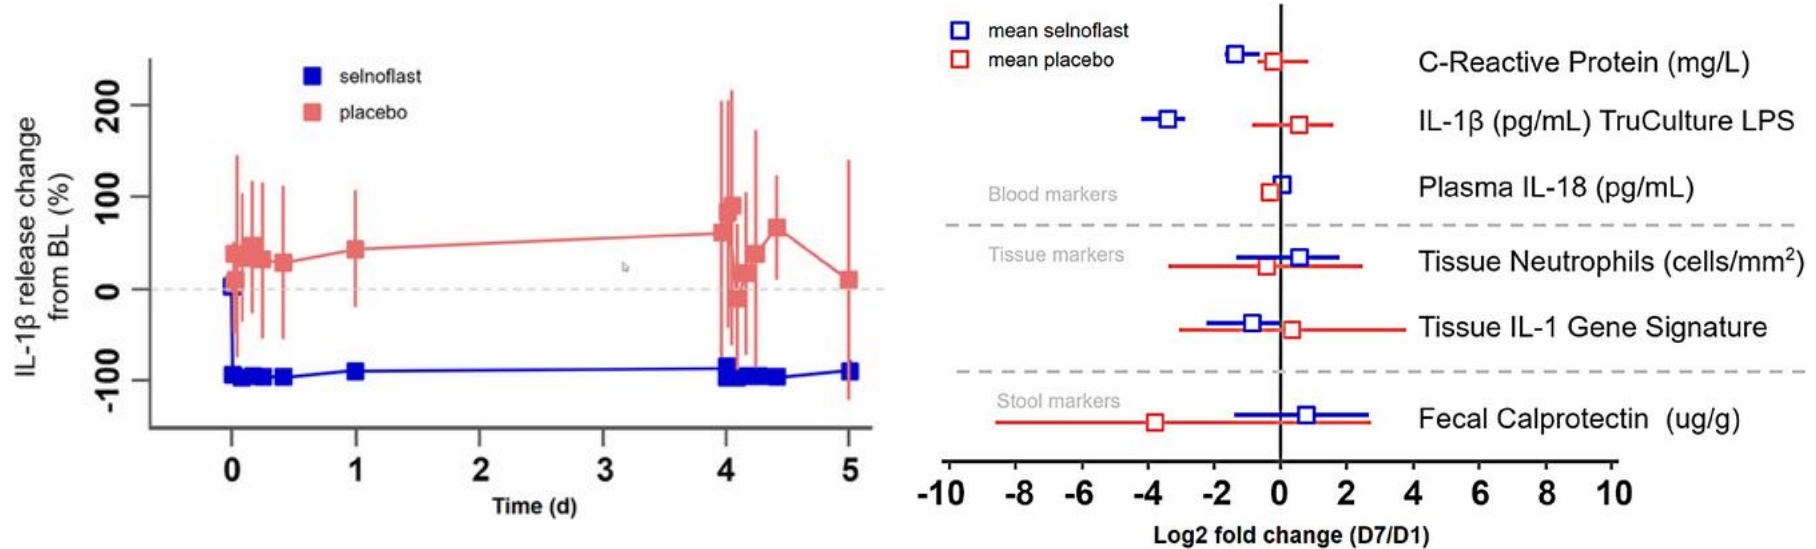 IL-1β release change
from BL (%)
200
100
0
-100
selnoflast
placebo
0 1 2 3 4 5
Time (d)
mean selnoflast
mean placebo
C-Reactive Protein (mg/L)
IL-1β (pg/mL) TruCulture LPS
Plasma IL-18 (pg/mL)
Blood markers
Tissue markers
Tissue Neutrophils (cells/mm²)
Tissue IL-1 Gene Signature
Stool markers
Fecal Calprotectin (ug/g)
-10 -8 -6 -4 -2 0 2 4 6 8 10
Log2 fold change (D7/D1)